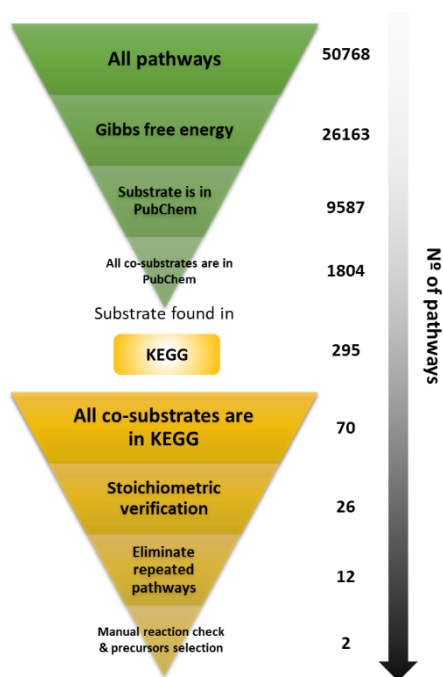 All pathways
50768
Gibbs free energy
26163
Substrate is in
PubChem
9587
All co-substrates are in
PubChem
1804
Substrate found in
KEGG
295
All co-substrates are
in KEGG
70
Stoichiometric
verification
26
Eliminate
repeated
pathways
12
Manual reaction check
& precursors selection
2
Nº of pathways